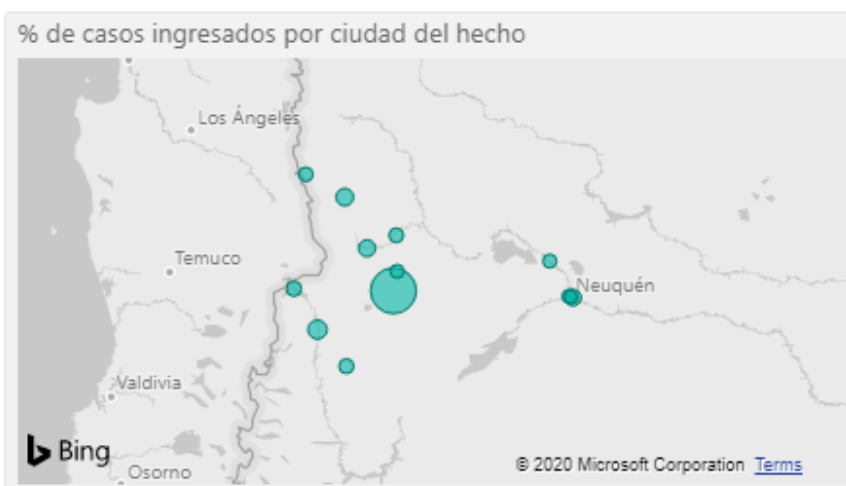 % de casos ingresados por ciudad del hecho
Los Ángeles
Temuco
Neuquén
Valdivia
Bing
Osorno
© 2020 Microsoft Corporation Terms